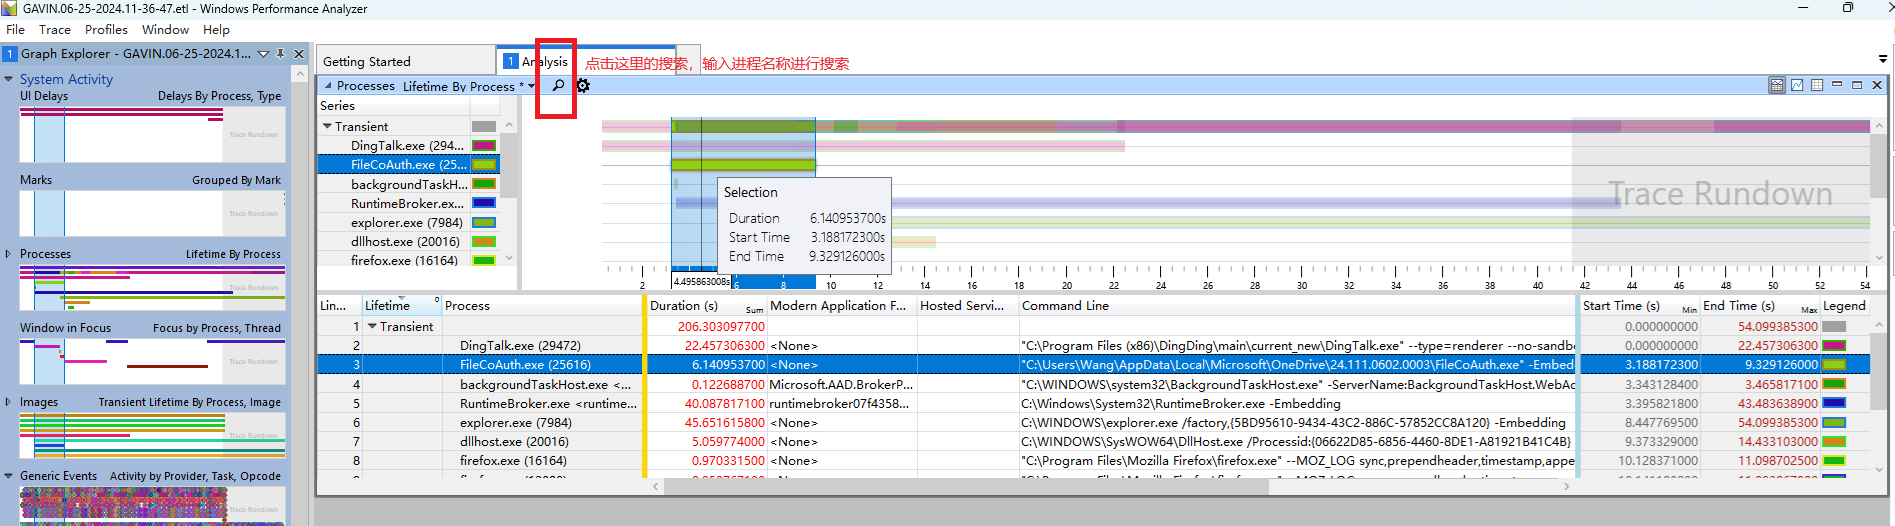 GAVIN.06-25-2024.11-36-47.etl - Windows Performance Analyzer
File Trace Profiles Window Help
1 Graph Explorer - GAVIN.06-25-2024.1...
System Activity
UI Delays Delays By Process, Type
Trace Rundown
Marks Grouped By Mark
Trace Rundown
Processes Lifetime By Process
Trace Rundown
Window in Focus Focus by Process, Thread
Trace Rundown
Images Transient Lifetime By Process, Image
Trace Rundown
Generic Events Activity by Provider, Task, Opcode
Trace Rundown
Getting Started
1 Analysis
点击这里的搜索，输入进程名称进行搜索
Processes Lifetime By Process *
Series
Transient
DingTalk.exe (294...
FileCoAuth.exe (25...
backgroundTaskH...
RuntimeBroker.ex...
explorer.exe (7984)
dllhost.exe (20016)
firefox.exe (16164)
Selection
Duration 6.140953700s
Start Time 3.188172300s
End Time 9.329126000s
Trace Rundown
2 4.495863008s 6 8 10 12 14 16 18 20 22 24 26 28 30 32 34 36 38 40 42 44 46 48 50 52 54
Lin... Lifetime 0 Process Duration (s) Sum Modern Application F... Hosted Servi... Command Line Start Time (s) Min End Time (s) Max Legend
1 Transient 206.303097700 0.000000000 54.099385300
2 DingTalk.exe (29472) 22.457306300 <None> "C:\Program Files (x86)\DingDing\main\current_new\DingTalk.exe" --type=renderer --no-sandb 0.000000000 22.457306300
3 FileCoAuth.exe (25616) 6.140953700 <None> "C:\Users\Wang\AppData\Local\Microsoft\OneDrive\24.111.0602.0003\FileCoAuth.exe" -Embed 3.188172300 9.329126000
4 backgroundTaskHost.exe <... 0.122688700 Microsoft.AAD.BrokerP... "C:\WINDOWS\system32\BackgroundTaskHost.exe" -ServerName:BackgroundTaskHost.WebAc 3.343128400 3.465817100
5 RuntimeBroker.exe <runtime... 40.087817100 runtimebroker07f4358... C:\Windows\System32\RuntimeBroker.exe -Embedding 3.395821800 43.483638900
6 explorer.exe (7984) 45.651615800 <None> C:\WINDOWS\explorer.exe /factory,{5BD95610-9434-43C2-886C-57852CC8A120} -Embedding 8.447769500 54.099385300
7 dllhost.exe (20016) 5.059774000 <None> C:\WINDOWS\SysWOW64\DllHost.exe /Processid:{06622D85-6856-4460-8DE1-A81921B41C4B} 9.373329000 14.433103000
8 firefox.exe (16164) 0.970331500 <None> "C:\Program Files\Mozilla Firefox\firefox.exe" --MOZ_LOG sync,prependheader,timestamp,appe 10.128371000 11.098702500